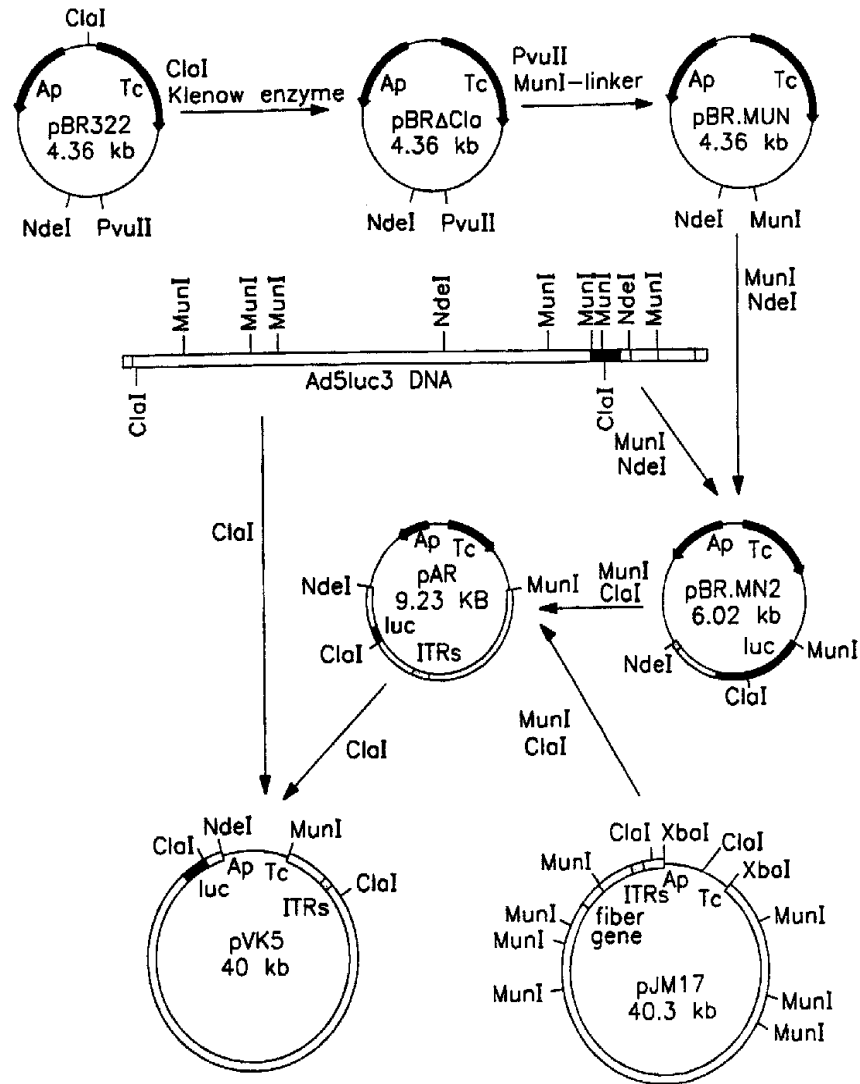 ClaI
Ap Tc
pBR322
4.36 kb
NdeI PvuII
ClaI
Klenow enzyme
Ap Tc
pBRΔCla
4.36 kb
NdeI PvuII
PvuII
MunI-linker
Ap Tc
pBR.MUN
4.36 kb
NdeI MunI
MunI
NdeI
MunI MunI MunI NdeI MunI MunI MunI NdeI MunI
Ad5luc3 DNA
ClaI ClaI
MunI
NdeI
ClaI
Ap Tc
pAR
9.23 KB
NdeI MunI
luc
ClaI ITRs
MunI
ClaI
Ap Tc
pBR.MN2
6.02 kb
luc
NdeI MunI
ClaI
ClaI
MunI
ClaI
NdeI MunI
ClaI Ap Tc
luc ClaI
ITRs
pVK5
40 kb
ClaI XbaI
ClaI
MunI XbaI
ITRs Ap Tc
MunI fiber MunI
MunI gene
pJM17
40.3 kb
MunI MunI
MunI